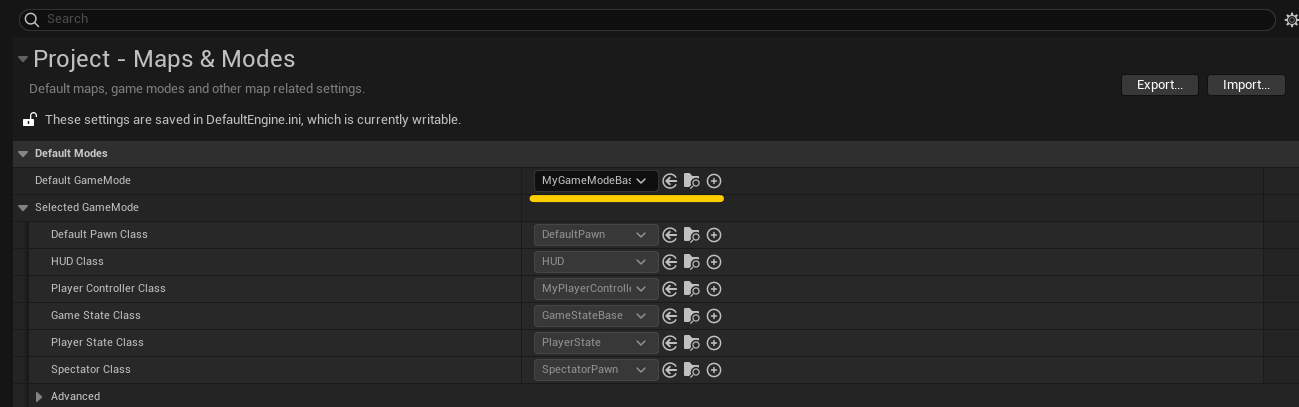 Search
Project - Maps & Modes
Default maps, game modes and other map related settings.
Export...
Import...
These settings are saved in DefaultEngine.ini, which is currently writable.
Default Modes
Default GameMode
MyGameModeBas
Selected GameMode
Default Pawn Class
DefaultPawn
HUD Class
HUD
Player Controller Class
MyPlayerControlle
Game State Class
GameStateBase
Player State Class
PlayerState
Spectator Class
SpectatorPawn
Advanced